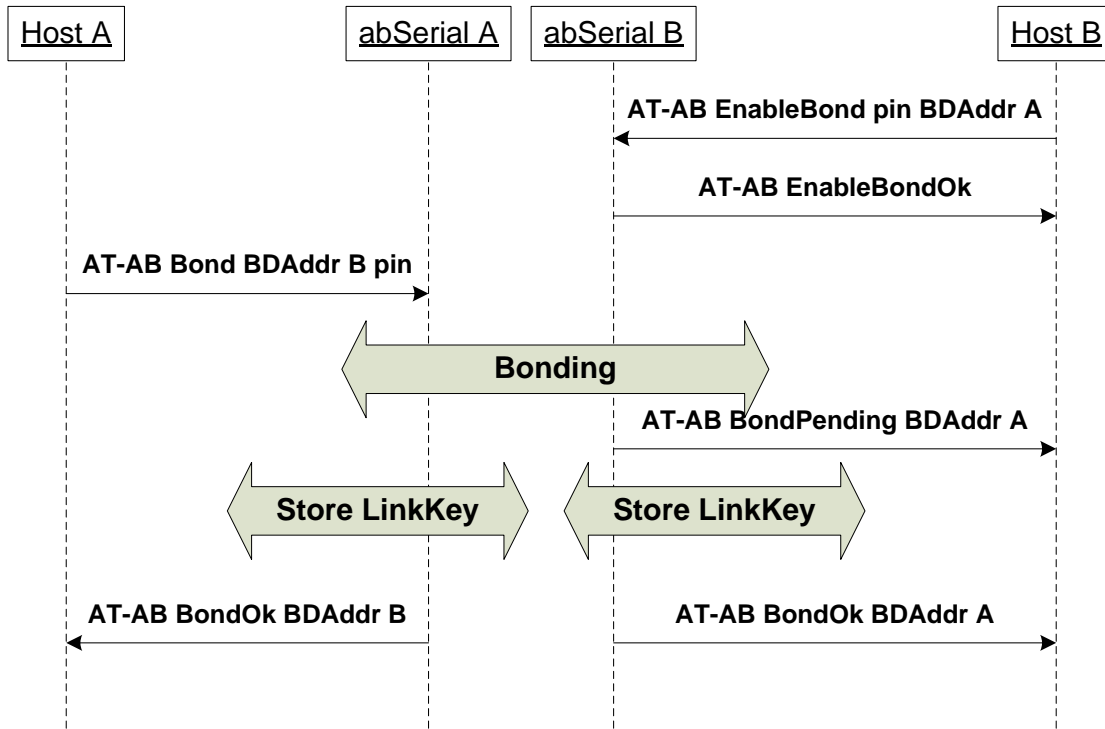 Host A
abSerial A
abSerial B
Host B
AT-AB EnableBond pin BDAddr A
AT-AB EnableBondOk
AT-AB Bond BDAddr B pin
Bonding
AT-AB BondPending BDAddr A
Store LinkKey
Store LinkKey
AT-AB BondOk BDAddr B
AT-AB BondOk BDAddr A